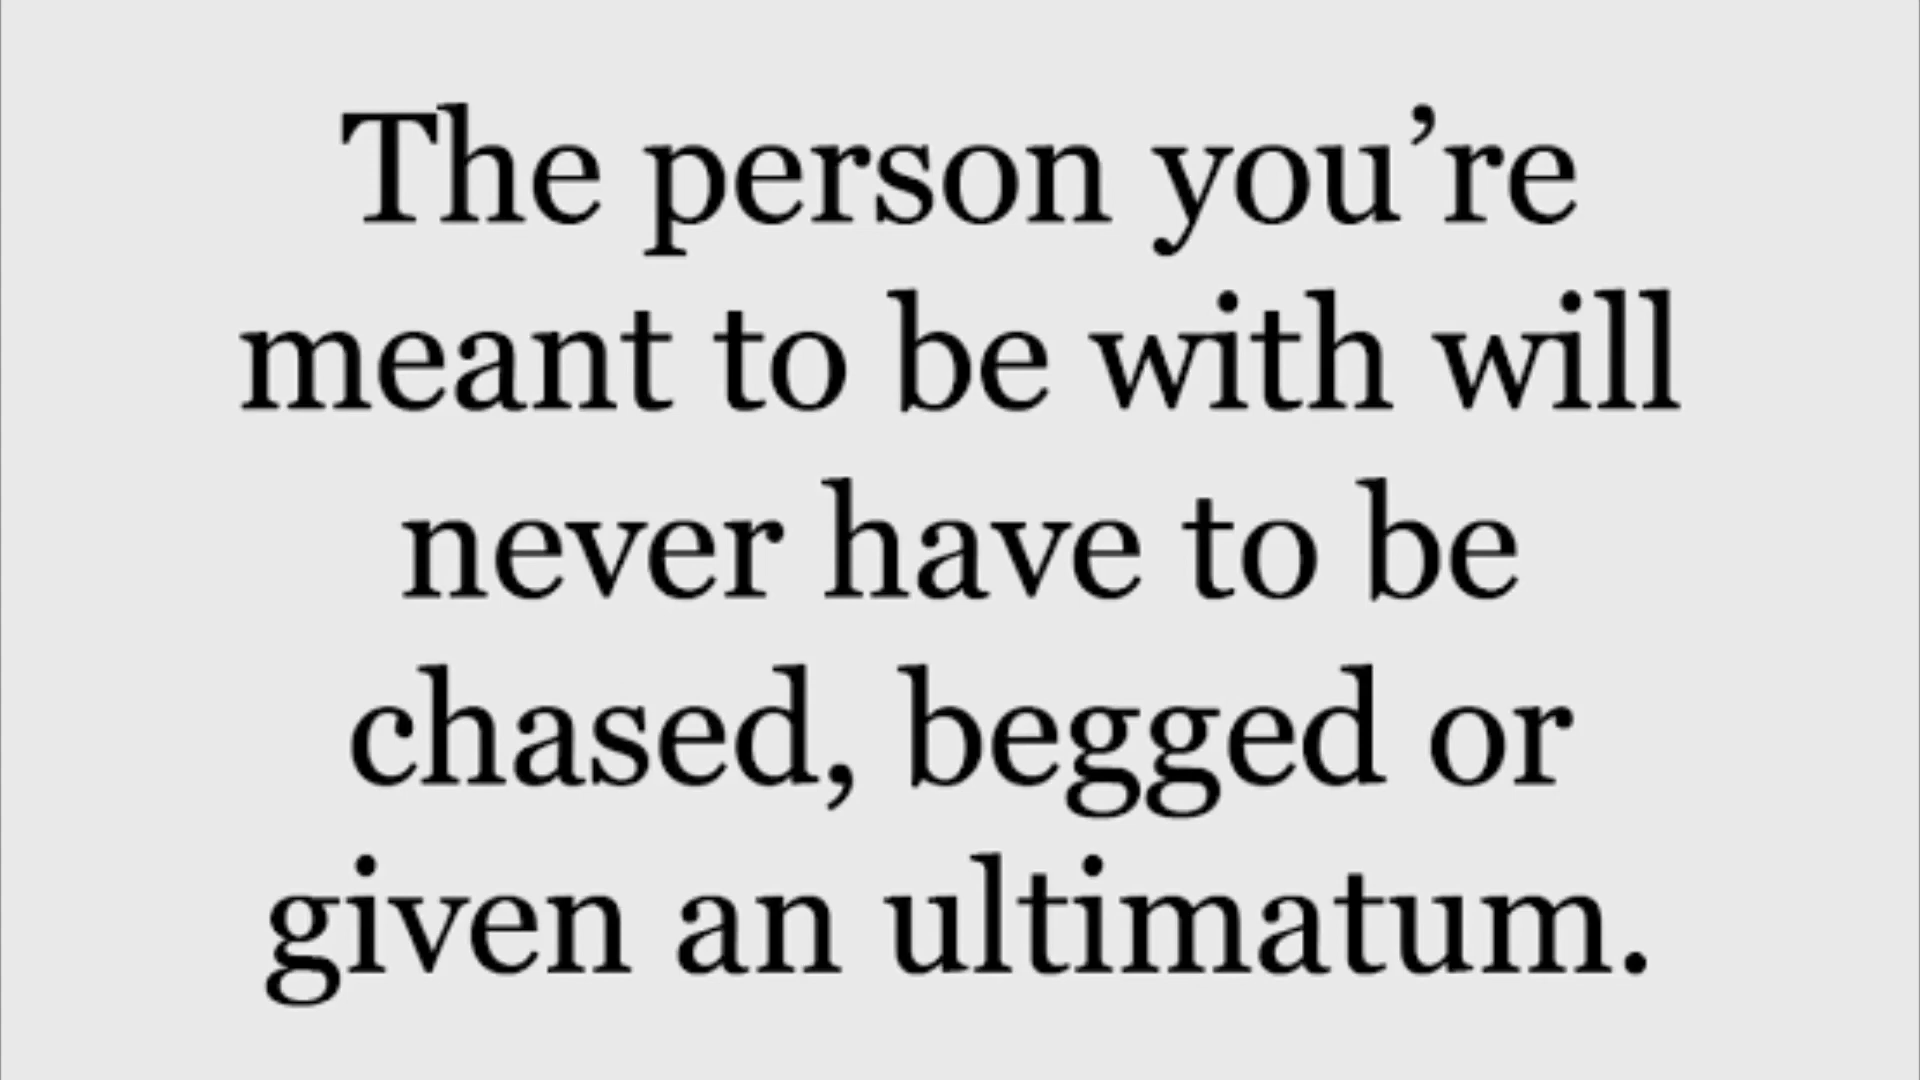 The person you’re
meant to be with will
never have to be
chased, begged or
given an ultimatum.